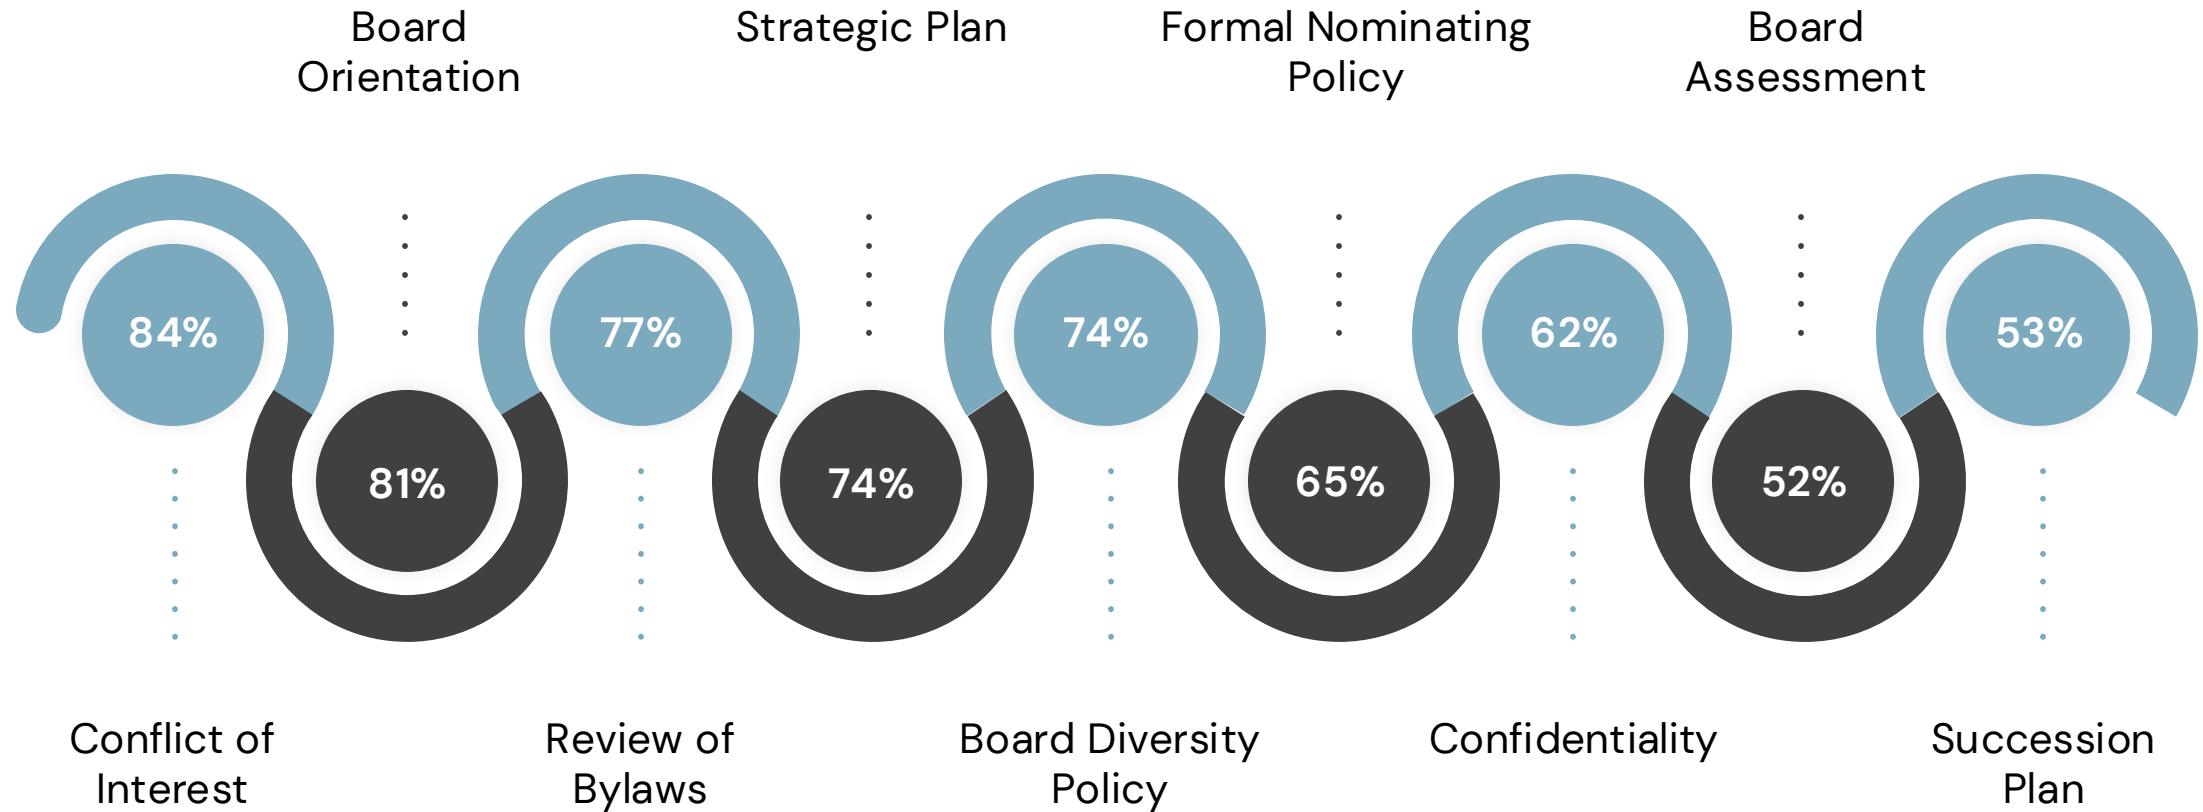 Board
Orientation
Strategic Plan
Formal Nominating
Policy
Board
Assessment
84%
77%
74%
62%
53%
81%
74%
65%
52%
Conflict of
Interest
Review of
Bylaws
Board Diversity
Policy
Confidentiality
Succession
Plan